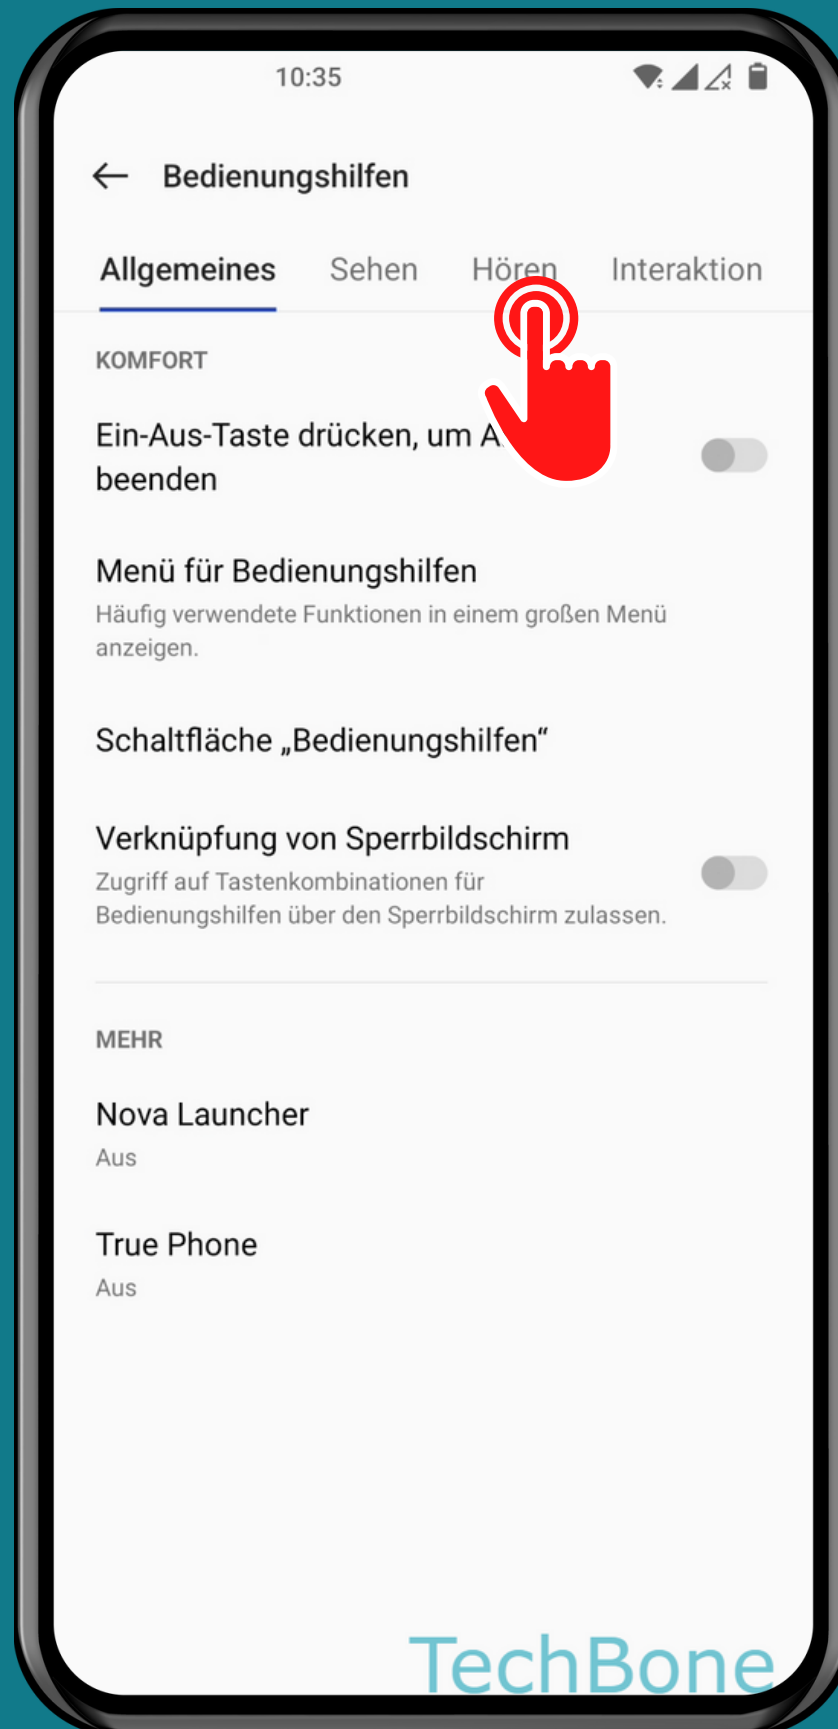 10:35
Bedienungshilfen
Allgemeines Sehen Hören Interaktion
KOMFORT
Ein-Aus-Taste drücken, um
beenden
Menü für Bedienungshilfen
Häufig verwendete Funktionen in einem großen Menü
anzeigen.
Schaltfläche „Bedienungshilfen“
Verknüpfung von Sperrbildschirm
Zugriff auf Tastenkombinationen für
Bedienungshilfen über den Sperrbildschirm zulassen.
MEHR
Nova Launcher
Aus
True Phone
Aus
TechBone